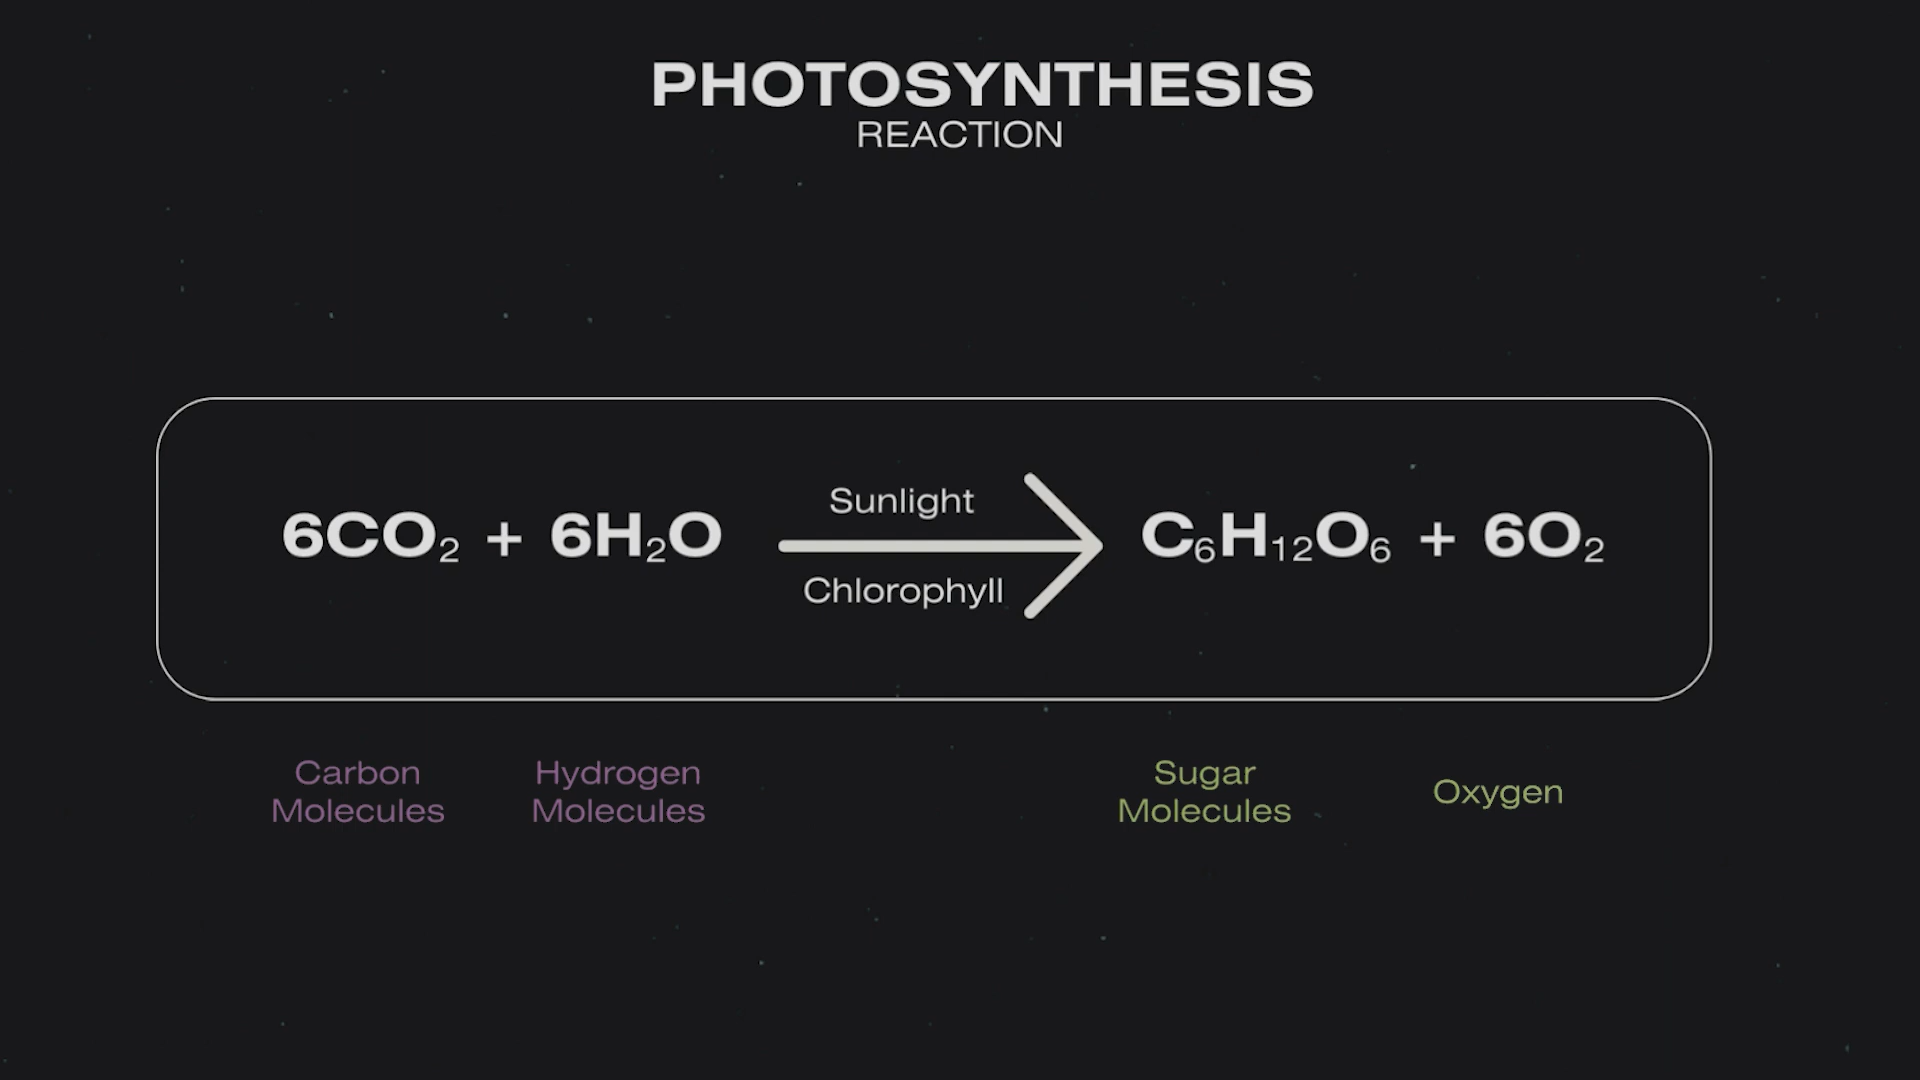 PHOTOSYNTHESIS
REACTION
6CO₂ + 6H₂O
Sunlight
Chlorophyll
C₆H₁₂O₆ + 6O₂
Carbon
Molecules
Hydrogen
Molecules
Sugar
Molecules
Oxygen